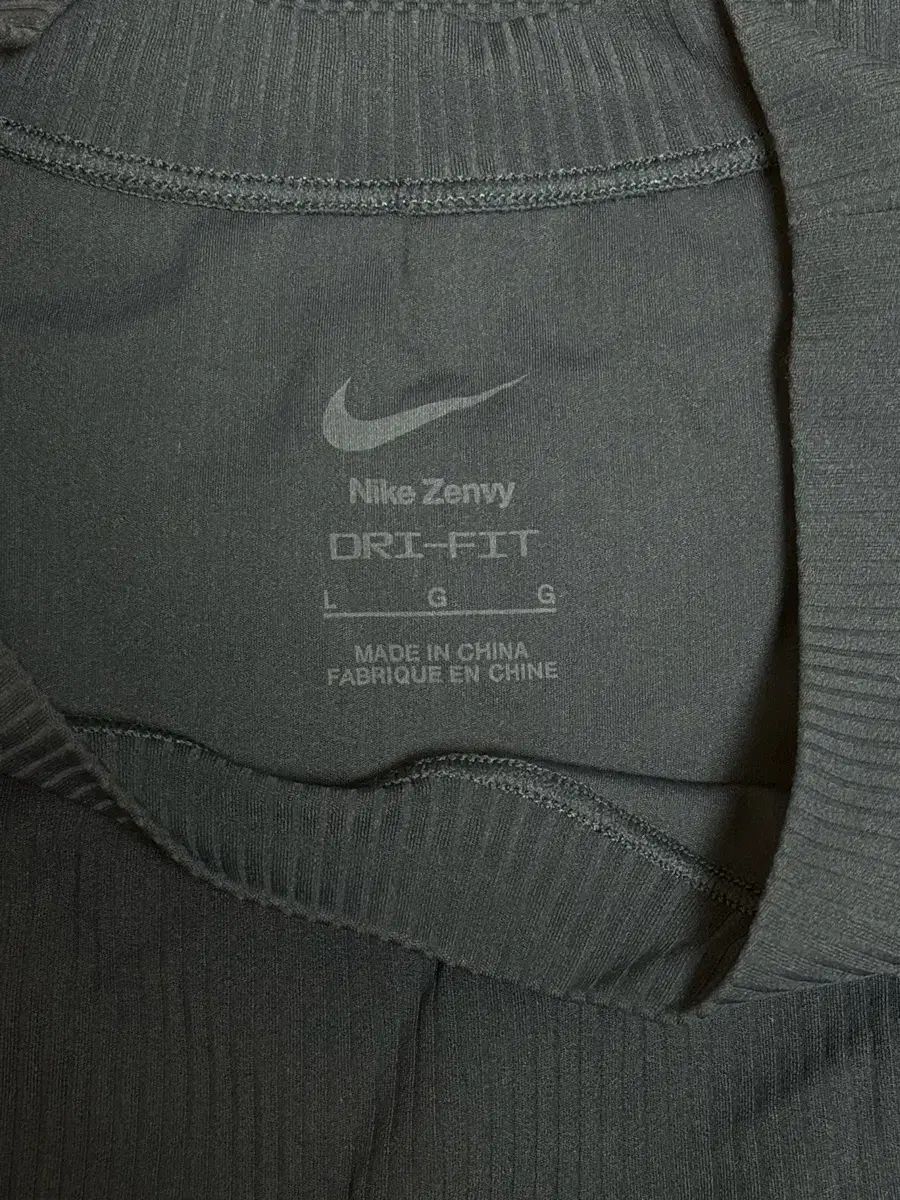 Nike Zenvy
DRI-FIT
L G G
MADE IN CHINA
FABRIQUE EN CHINE